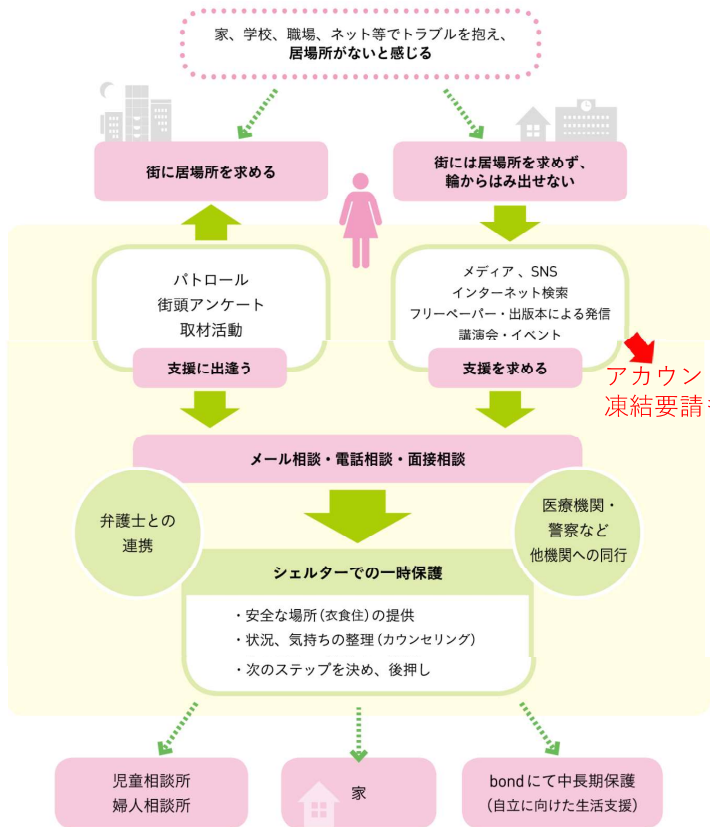 家、学校、職場、ネット等でトラブルを抱え、
居場所がないと感じる
街に居場所を求める
街には居場所を求めず、
輪からはみ出せない
パトロール
街頭アンケート
取材活動
メディア、SNS
インターネット検索
フリーペーパー・出版本による発信
講演会・イベント
支援に出逢う
支援を求める
アカウン
凍結要請
メール相談・電話相談・面接相談
弁護士との
連携
医療機関・
警察など
他機関への同行
シェルターでの一時保護
・安全な場所(衣食住)の提供
・状況、気持ちの整理(カウンセリング)
・次のステップを決め、後押し
児童相談所
婦人相談所
家
bondにて中長期保護
(自立に向けた生活支援)